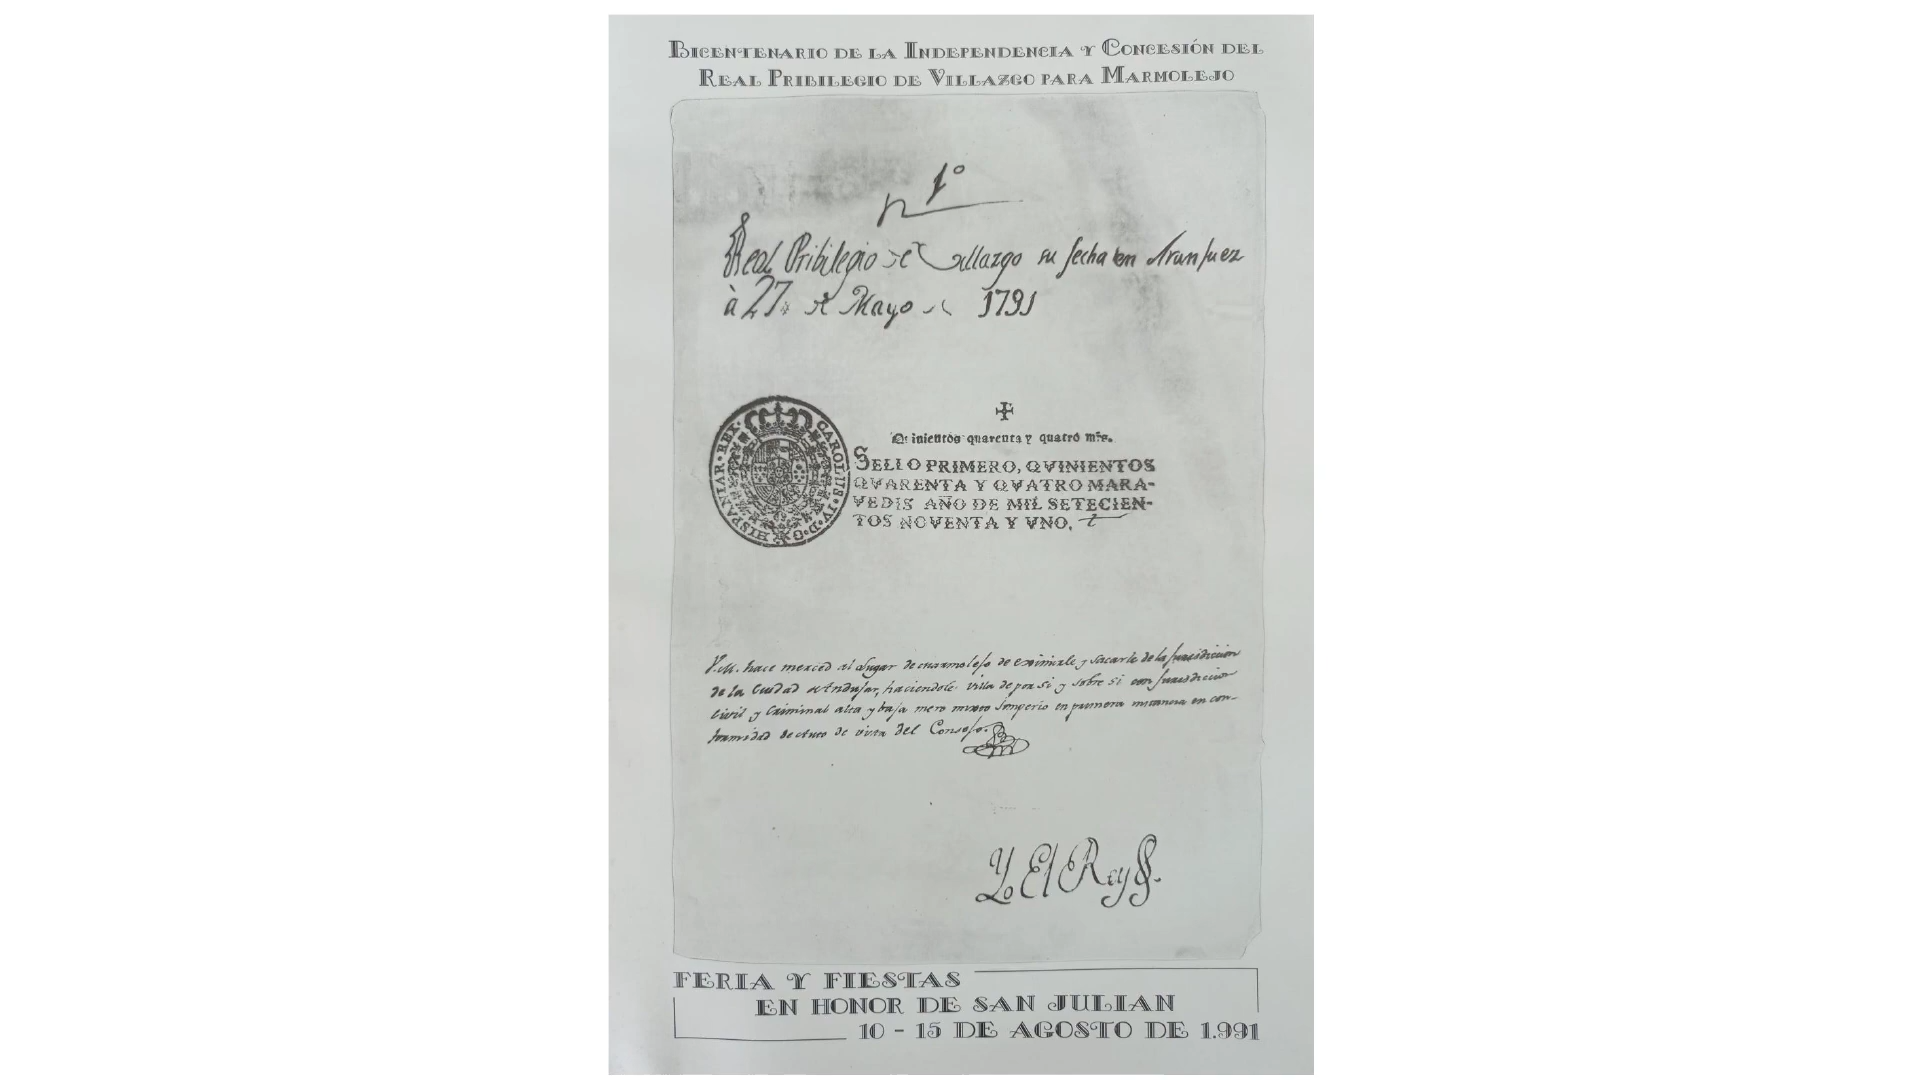 Bicentenario de la Independencia y Concesión del
Real Pribilegio de Villazgo para Marmolejo
1º
Real Pribilegio de Villazgo su fecha en Aranjuez
à 27 de Mayo de 1791
CAROLUS·IV·D·G·HISPANIAR·REX·
✠
Quinientos quarenta y quatro mrs.
SELLO PRIMERO, QVINIENTOS
QVARENTA Y QVATRO MARA-
VEDIS AÑO DE MIL SETECIEN-
TOS NOVENTA Y VNO.
V.M. hace merced al Lugar de Marmolejo de eximirle y sacarle de la Jurisdiccion
de la Ciudad de Andujar, haciendole villa de por si y sobre si con Jurisdiccion
Civil y Criminal alta y baja mero mixto Imperio en primera instancia en con-
formidad de Auto de vista del Consejo.
Yo El Rey
FERIA Y FIESTAS
EN HONOR DE SAN JULIAN
10 - 15 DE AGOSTO DE 1.991